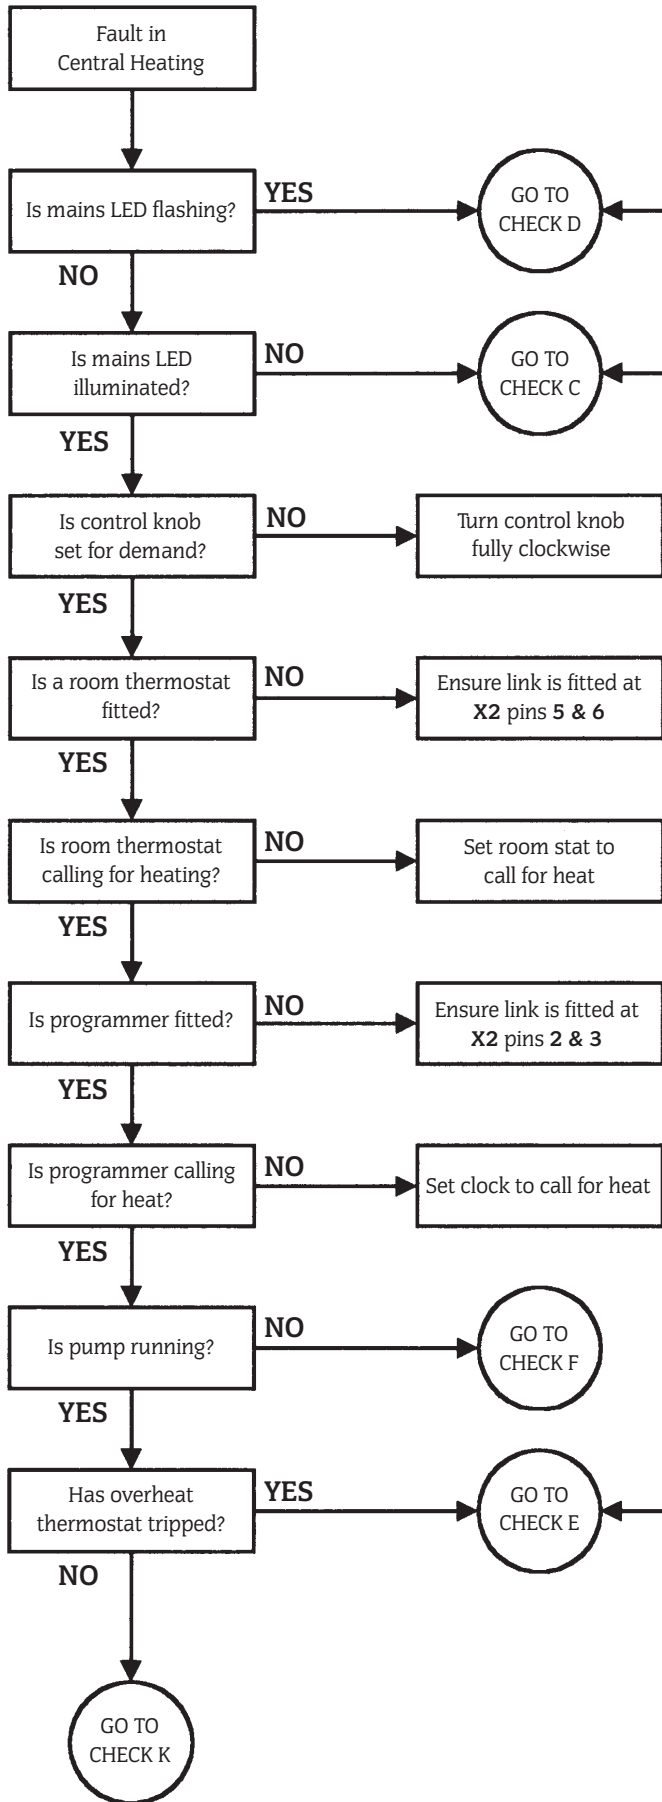 Fault in
Central Heating
Is mains LED flashing?
YES
GO TO
CHECK D
NO
Is mains LED
illuminated?
NO
GO TO
CHECK C
YES
Is control knob
set for demand?
NO
Turn control knob
fully clockwise
YES
Is a room thermostat
fitted?
NO
Ensure link is fitted at
X2 pins 5 & 6
YES
Is room thermostat
calling for heating?
NO
Set room stat to
call for heat
YES
Is programmer fitted?
NO
Ensure link is fitted at
X2 pins 2 & 3
YES
Is programmer calling
for heat?
NO
Set clock to call for heat
YES
Is pump running?
NO
GO TO
CHECK F
YES
Has overheat
thermostat tripped?
YES
GO TO
CHECK E
NO
GO TO
CHECK K